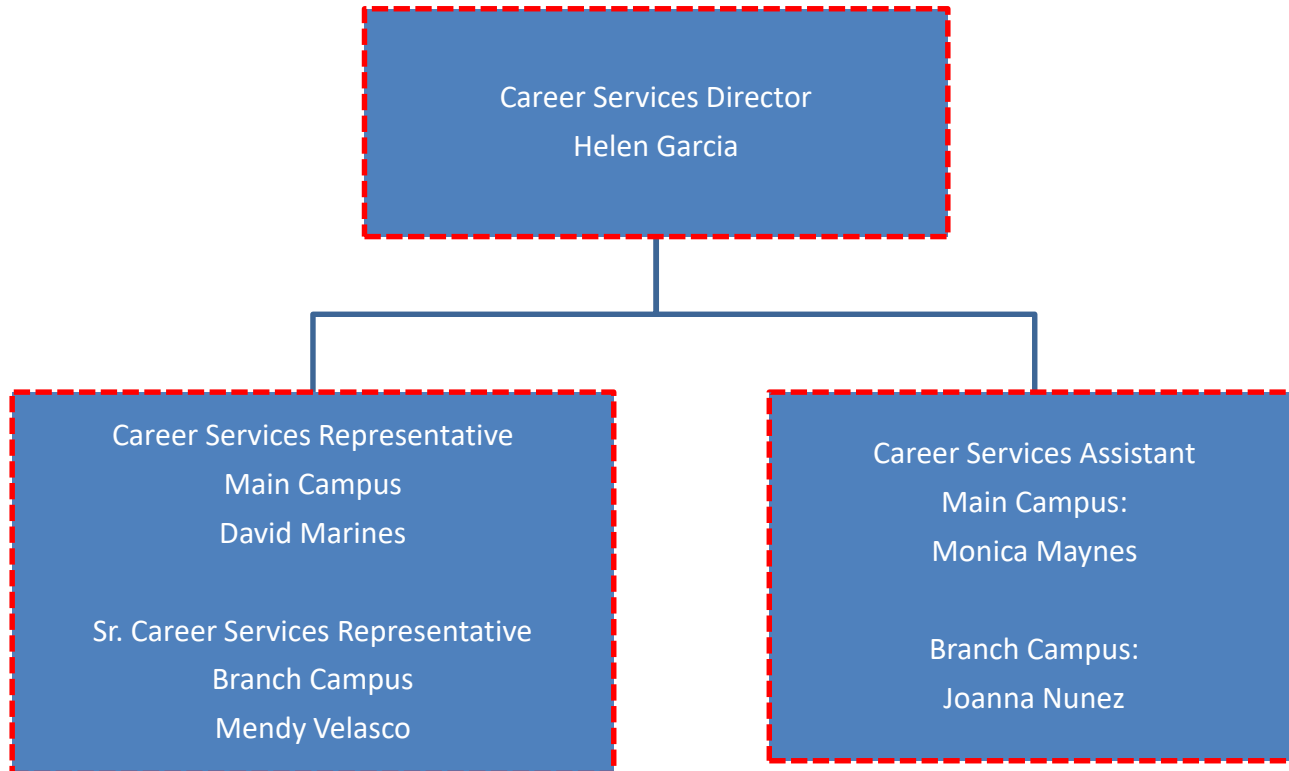 Career Services Director
Helen Garcia
Career Services Representative
Main Campus
David Marines
Sr. Career Services Representative
Branch Campus
Mendy Velasco
Career Services Assistant
Main Campus:
Monica Maynes
Branch Campus:
Joanna Nunez